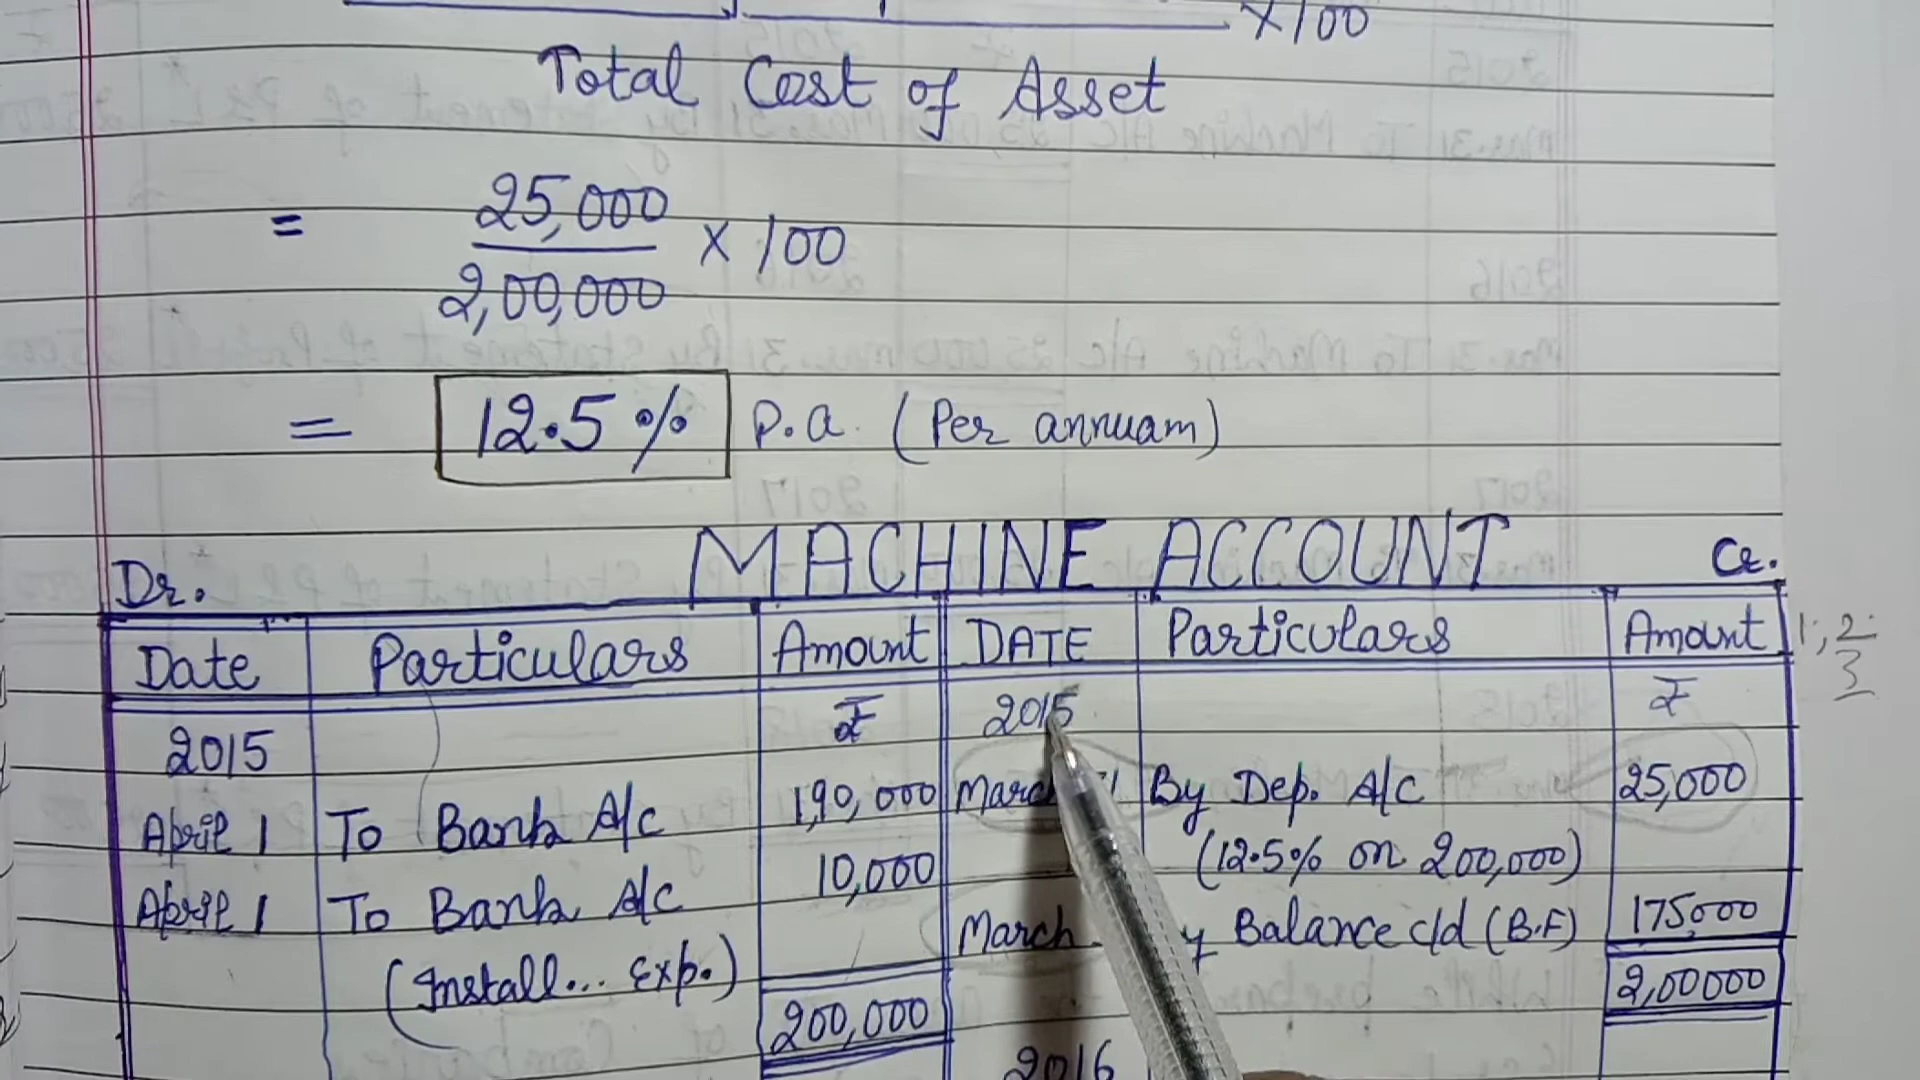 ×100
Total Cost of Asset
= 25,000 × 100
2,00,000
= 12.5% P.a. (Per annuam)
MACHINE ACCOUNT
Dr. Cr.
Date Particulars Amount DATE Particulars Amount
2015 ₹ 2015 ₹
April 1 To Bank A/c 1,90,000 March By Dep. A/c 25,000
(12.5% on 200,000)
April 1 To Bank A/c 10,000 March Balance c/d (B.F) 175,000
(Install... Exp.)
200,000 2,00000
2016
1, 2
3